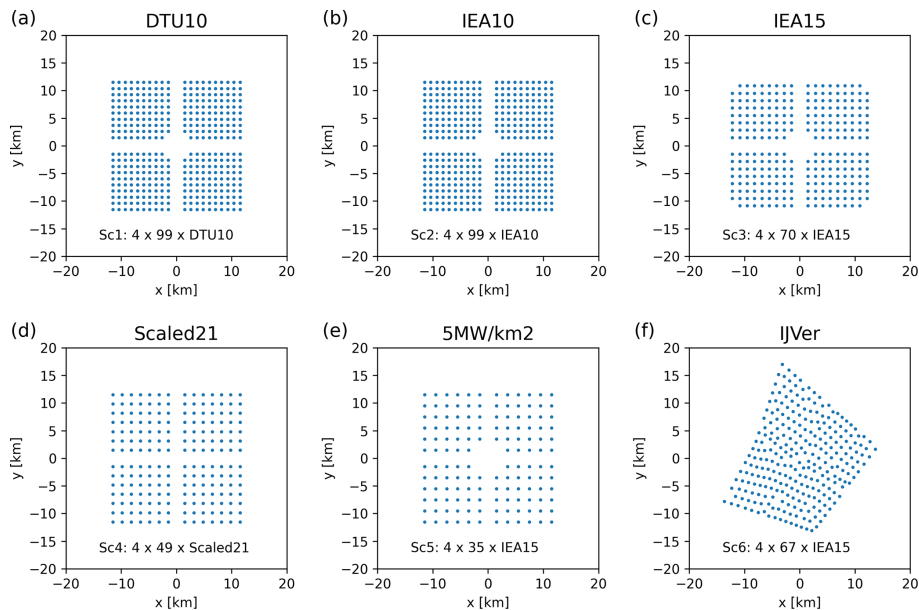 (a) DTU10
(b) IEA10
(c) IEA15
20
15
10
5
0
−5
−10
−15
−20
y [km]
Sc1: 4 x 99 x DTU10
−20 −10 0 10 20
x [km]
20
15
10
5
0
−5
−10
−15
−20
y [km]
Sc2: 4 x 99 x IEA10
−20 −10 0 10 20
x [km]
20
15
10
5
0
−5
−10
−15
−20
y [km]
Sc3: 4 x 70 x IEA15
−20 −10 0 10 20
x [km]
(d) Scaled21
(e) 5MW/km2
(f) IJVer
20
15
10
5
0
−5
−10
−15
−20
y [km]
Sc4: 4 x 49 x Scaled21
−20 −10 0 10 20
x [km]
20
15
10
5
0
−5
−10
−15
−20
y [km]
Sc5: 4 x 35 x IEA15
−20 −10 0 10 20
x [km]
20
15
10
5
0
−5
−10
−15
−20
y [km]
Sc6: 4 x 67 x IEA15
−20 −10 0 10 20
x [km]